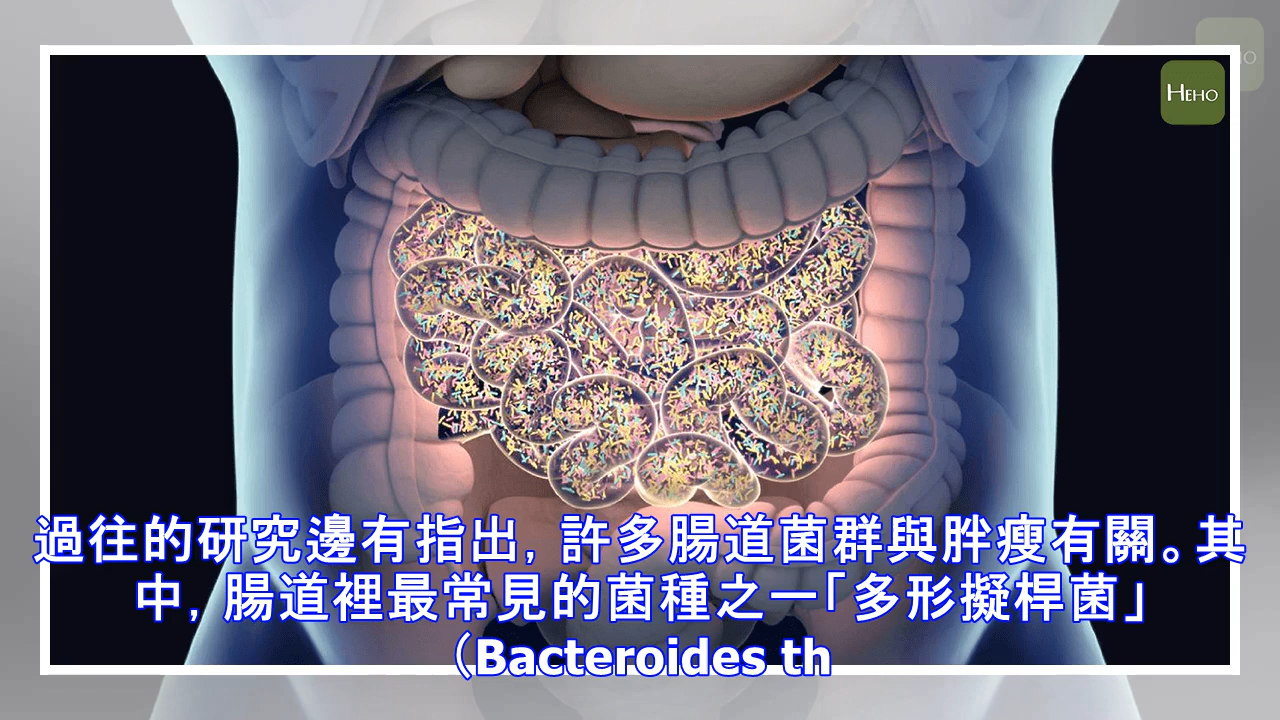 HEHO
過往的研究邊有指出, 許多腸道菌群與胖瘦有關。其
中, 腸道裡最常見的菌種之一「多形擬桿菌」
（Bacteroides th